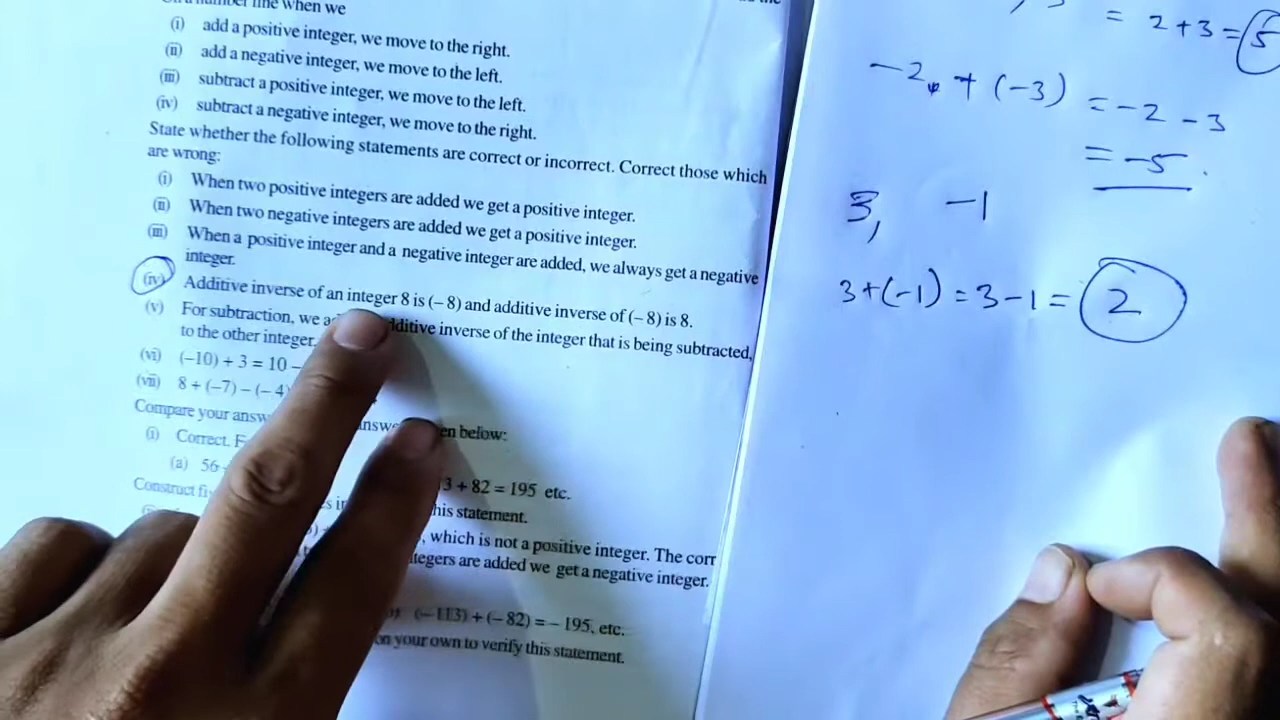 number line when we
(i) add a positive integer, we move to the right.
(ii) add a negative integer, we move to the left.
(iii) subtract a positive integer, we move to the left.
(iv) subtract a negative integer, we move to the right.
State whether the following statements are correct or incorrect. Correct those which
are wrong:
(i) When two positive integers are added we get a positive integer.
(ii) When two negative integers are added we get a positive integer.
(iii) When a positive integer and a negative integer are added, we always get a negative
integer.
(iv) Additive inverse of an integer 8 is (– 8) and additive inverse of (– 8) is 8.
(v) For subtraction, we additive inverse of the integer that is being subtracted,
to the other integer.
(vi) (–10) + 3 = 10 –
(vii) 8 + (–7) – (– 4)
Compare your en below:
(i) Correct.
(a) 56 3 + 82 = 195 etc.
Construct his statement.
, which is not a positive integer. The corr
integers are added we get a negative integer.
(– 113) + (– 82) = – 195, etc.
on your own to verify this statement.
= 2 + 3 = 5
-2 + (-3) = -2 - 3
= -5.
3, -1
3 + (-1) = 3 - 1 = 2